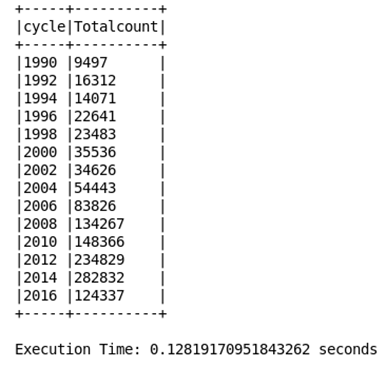 +-----+----------+
|cycle|Totalcount|
+-----+----------+
|1990 |9497      |
|1992 |16312     |
|1994 |14071     |
|1996 |22641     |
|1998 |23483     |
|2000 |35536     |
|2002 |34626     |
|2004 |54443     |
|2006 |83826     |
|2008 |134267    |
|2010 |148366    |
|2012 |234829    |
|2014 |282832    |
|2016 |124337    |
+-----+----------+
Execution Time: 0.12819170951843262 seconds